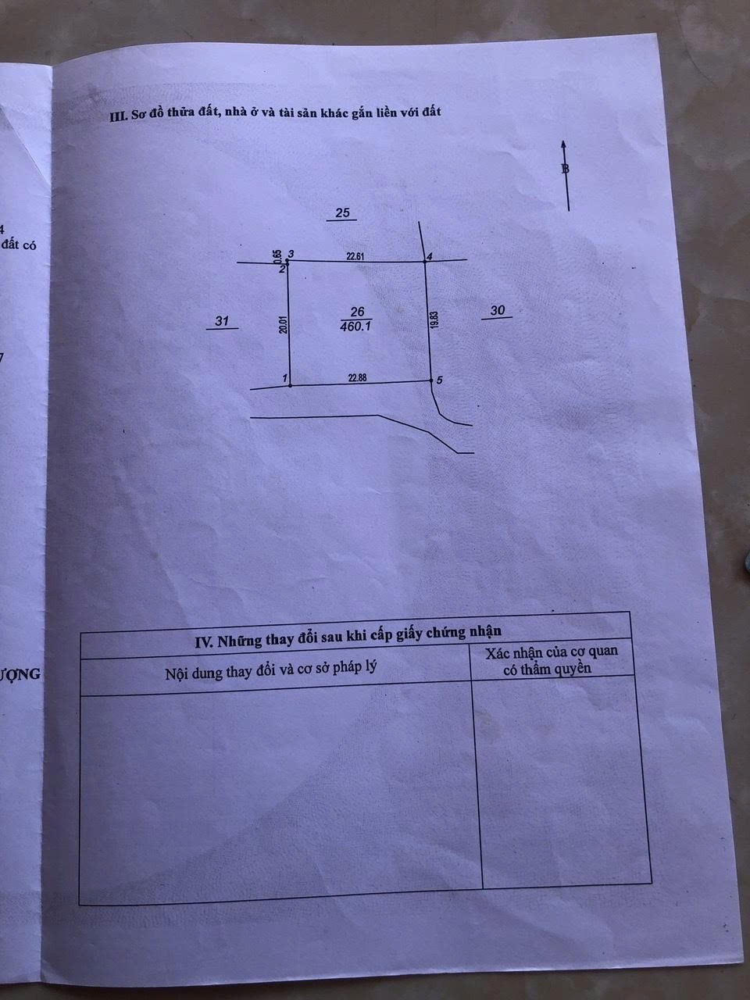 4
đất có
7
ƯỢNG
III. Sơ đồ thửa đất, nhà ở và tài sản khác gắn liền với đất
B
25
0.65
3
22.61
4
2
31
20.01
26
460.1
19.83
30
1
22.88
5
IV. Những thay đổi sau khi cấp giấy chứng nhận
Nội dung thay đổi và cơ sở pháp lý
Xác nhận của cơ quan
có thẩm quyền